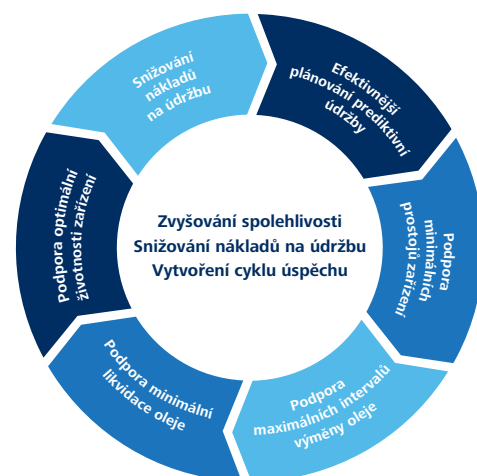 Snižování
nákladů
na údržbu
Efektivnější
plánování prediktivní
údržby
Podpora
minimálních
prostojů zařízení
Podpora
maximálních intervalů
výměny oleje
Podpora minimální
likvidace oleje
Podpora optimální
životnosti zařízení
Zvyšování spolehlivosti
Snižování nákladů na údržbu
Vytvoření cyklu úspěchu